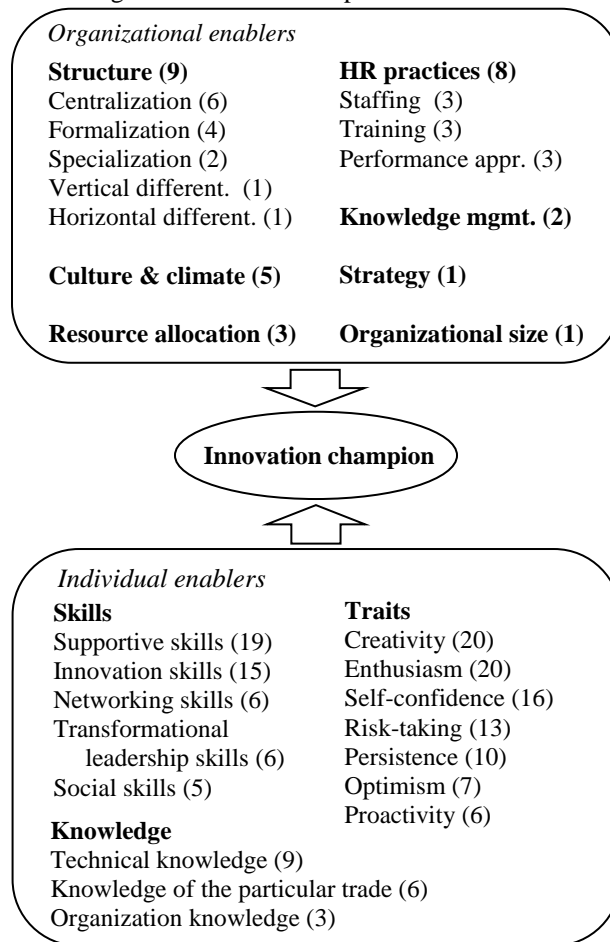 Organizational enablers
Structure (9)
Centralization (6)
Formalization (4)
Specialization (2)
Vertical different. (1)
Horizontal different. (1)
Culture & climate (5)
Resource allocation (3)
HR practices (8)
Staffing (3)
Training (3)
Performance appr. (3)
Knowledge mgmt. (2)
Strategy (1)
Organizational size (1)
Innovation champion
Individual enablers
Skills
Supportive skills (19)
Innovation skills (15)
Networking skills (6)
Transformational
leadership skills (6)
Social skills (5)
Traits
Creativity (20)
Enthusiasm (20)
Self-confidence (16)
Risk-taking (13)
Persistence (10)
Optimism (7)
Proactivity (6)
Knowledge
Technical knowledge (9)
Knowledge of the particular trade (6)
Organization knowledge (3)